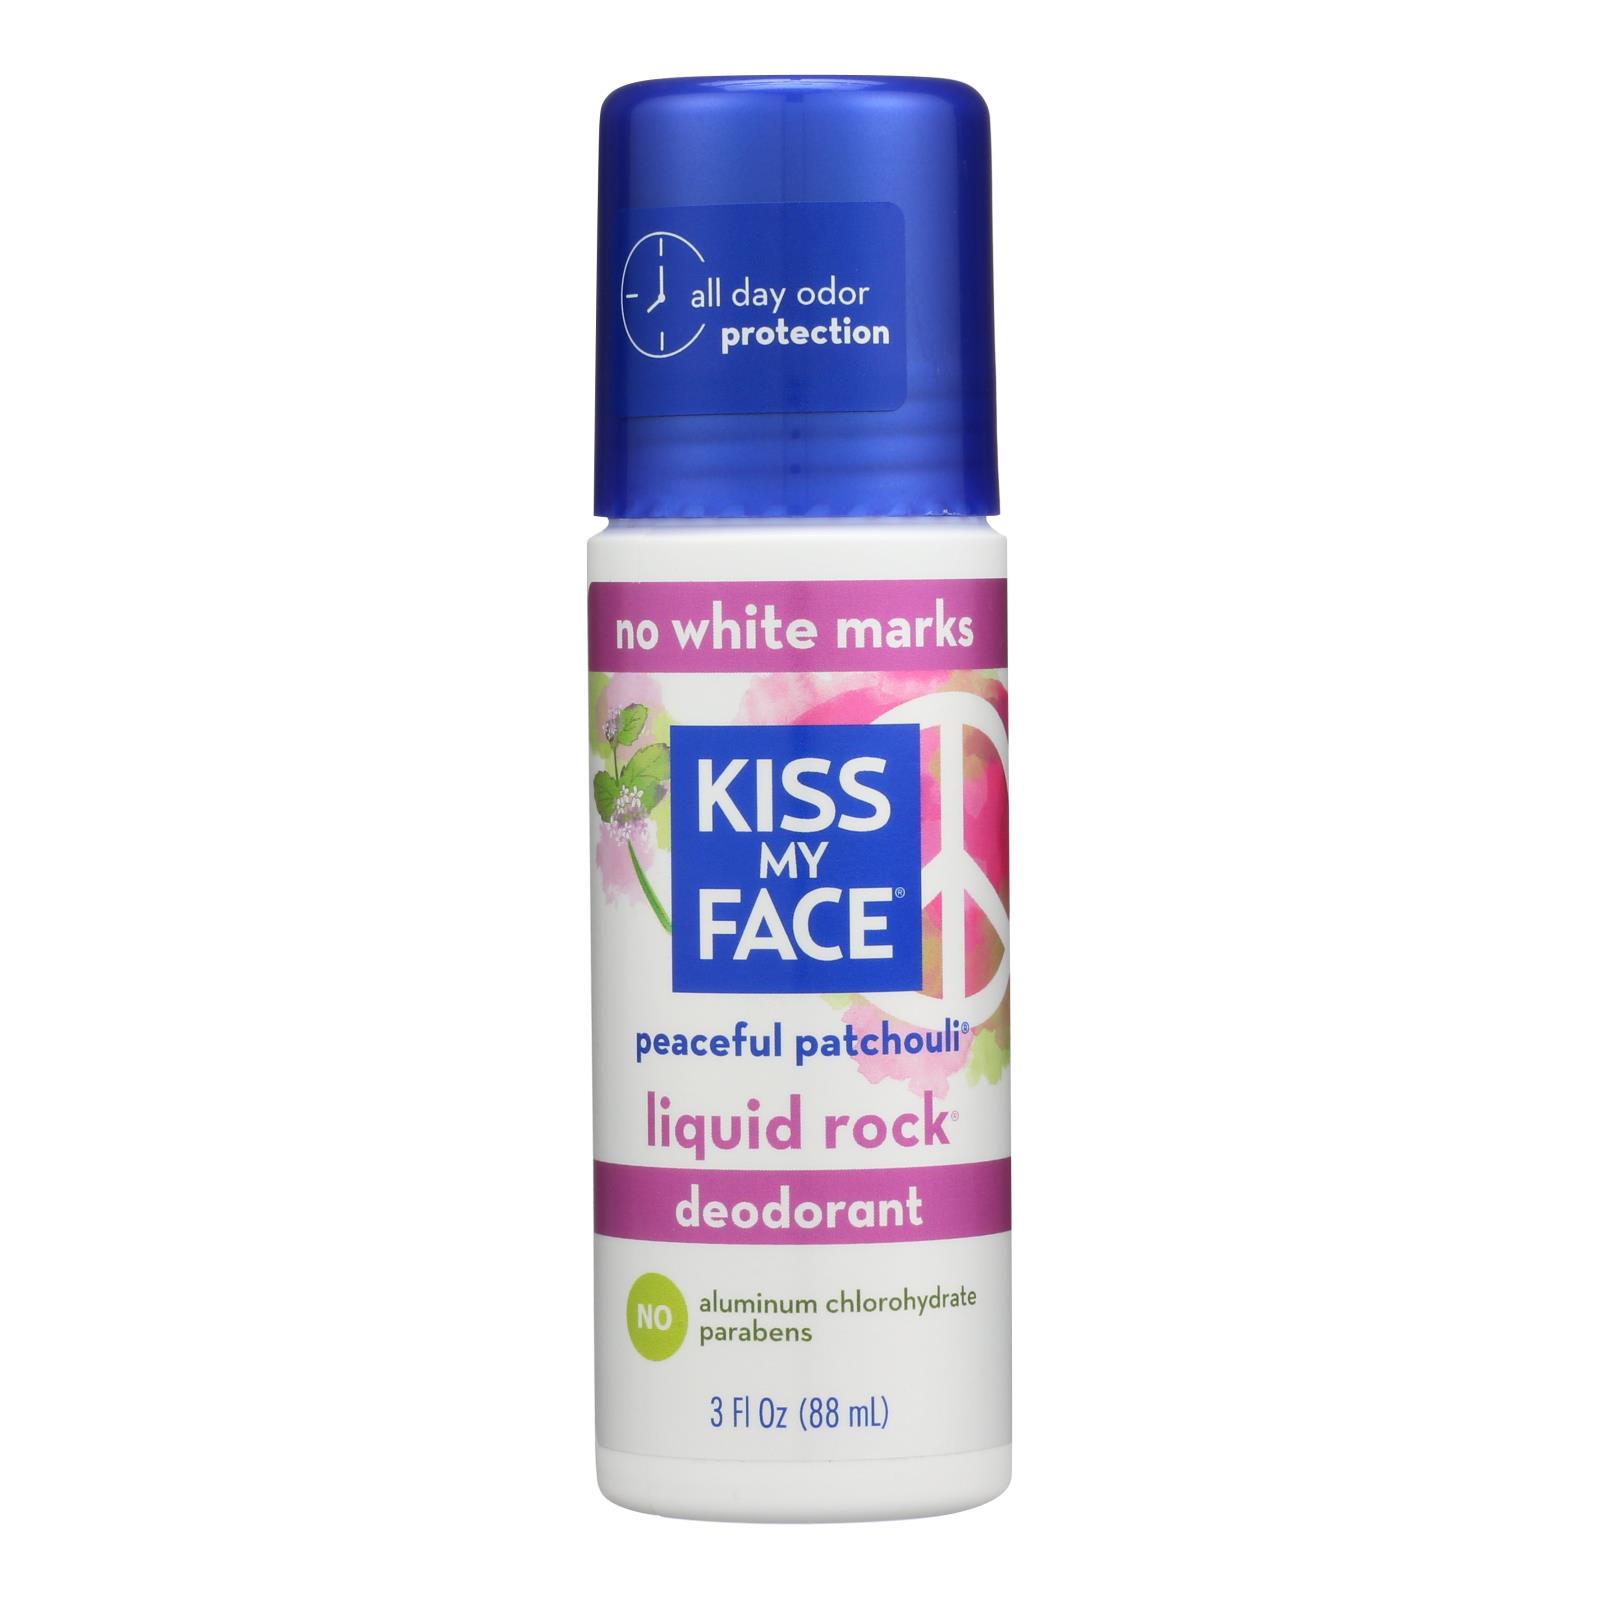 all day odor
protection
no white marks
KISS
MY
FACE®
peaceful patchouli®
liquid rock®
deodorant
NO
aluminum chlorohydrate
parabens
3 Fl Oz (88 mL)